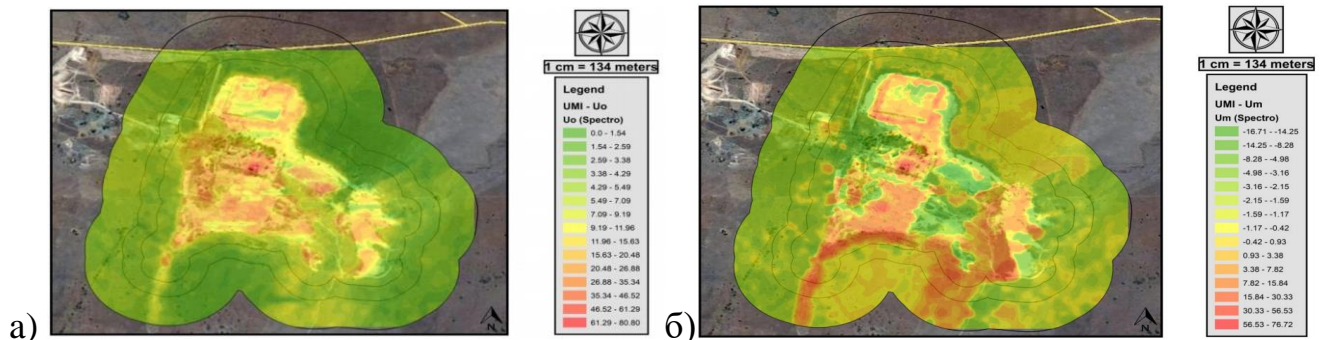 а)
N
1 cm = 134 meters
Legend
UMI - Uo
Uo (Spectro)
0.0 - 1.54
1.54 - 2.59
2.59 - 3.38
3.38 - 4.29
4.29 - 5.49
5.49 - 7.09
7.09 - 9.19
9.19 - 11.96
11.96 - 15.63
15.63 - 20.48
20.48 - 26.88
26.88 - 35.34
35.34 - 46.52
46.52 - 61.29
61.29 - 80.80
б)
N
1 cm = 134 meters
Legend
UMI - Um
Um (Spectro)
-16.71 - -14.25
-14.25 - -8.28
-8.28 - -4.98
-4.98 - -3.16
-3.16 - -2.15
-2.15 - -1.59
-1.59 - -1.17
-1.17 - -0.42
-0.42 - 0.93
0.93 - 3.38
3.38 - 7.82
7.82 - 15.84
15.84 - 30.33
30.33 - 56.53
56.53 - 76.72